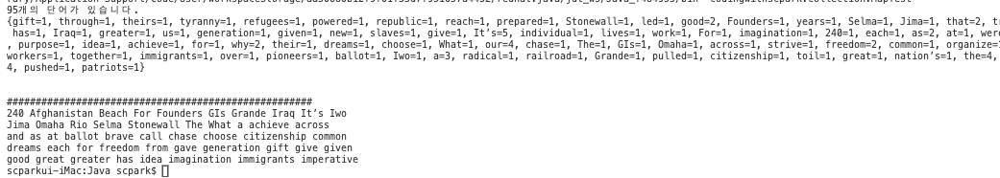 95개의 단어가 있습니다.
{gift=1, through=1, theirs=1, tyranny=1, refugees=1, powered=1, republic=1, reach=1, prepared=1, Stonewall=1, led=1, good=2, Founders=1, years=1, Selma=1, Jima=1, that=2,
has=1, Iraq=1, greater=1, us=1, generation=1, given=1, new=1, slaves=1, give=1, It's=5, individual=1, lives=1, work=1, For=1, imagination=1, 240=1, each=1, as=2, at=1,
, purpose=1, idea=1, achieve=1, for=1, why=2, their=1, dreams=1, choose=1, What=1, our=4, chase=1, The=1, GIs=1, Omaha=1, across=1, strive=1, freedom=2, common=1,
workers=1, together=1, immigrants=1, over=1, pioneers=1, ballot=1, Iwo=1, a=3, radical=1, railroad=1, Grande=1, pulled=1, citizenship=1, toil=1, great=1, nation's=1, the=4,
4, pushed=1, patriots=1}
#####################################################
240 Afghanistan Beach For Founders GIs Grande Iraq It's Iwo
Jima Omaha Rio Selma Stonewall The What a achieve across
and as at ballot brave call chase choose citizenship common
dreams each for freedom from gave generation gift give given
good great greater has idea imagination immigrants imperative
scparkui-iMac:Java scpark$